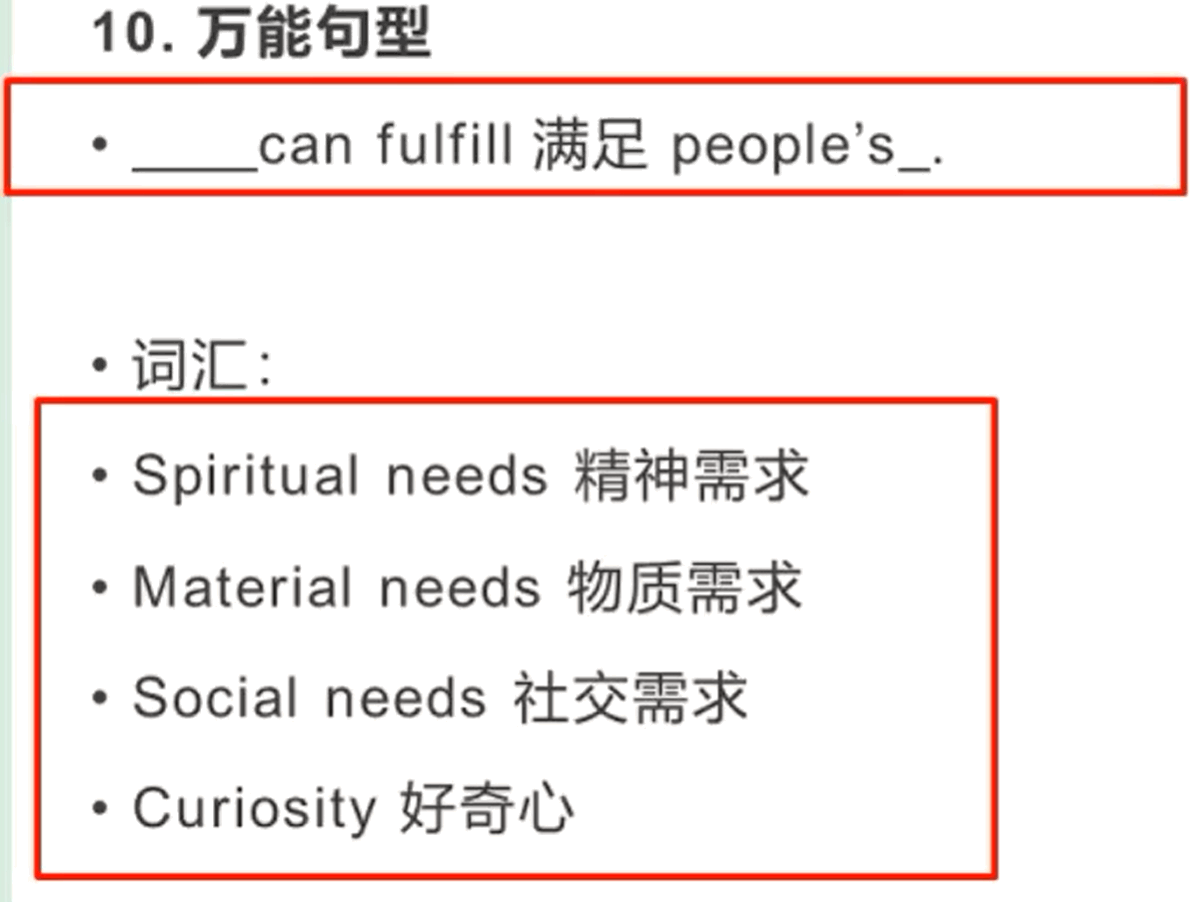 10. 万能句型
• ____can fulfill 满足 people’s_.
• 词汇：
• Spiritual needs 精神需求
• Material needs 物质需求
• Social needs 社交需求
• Curiosity 好奇心